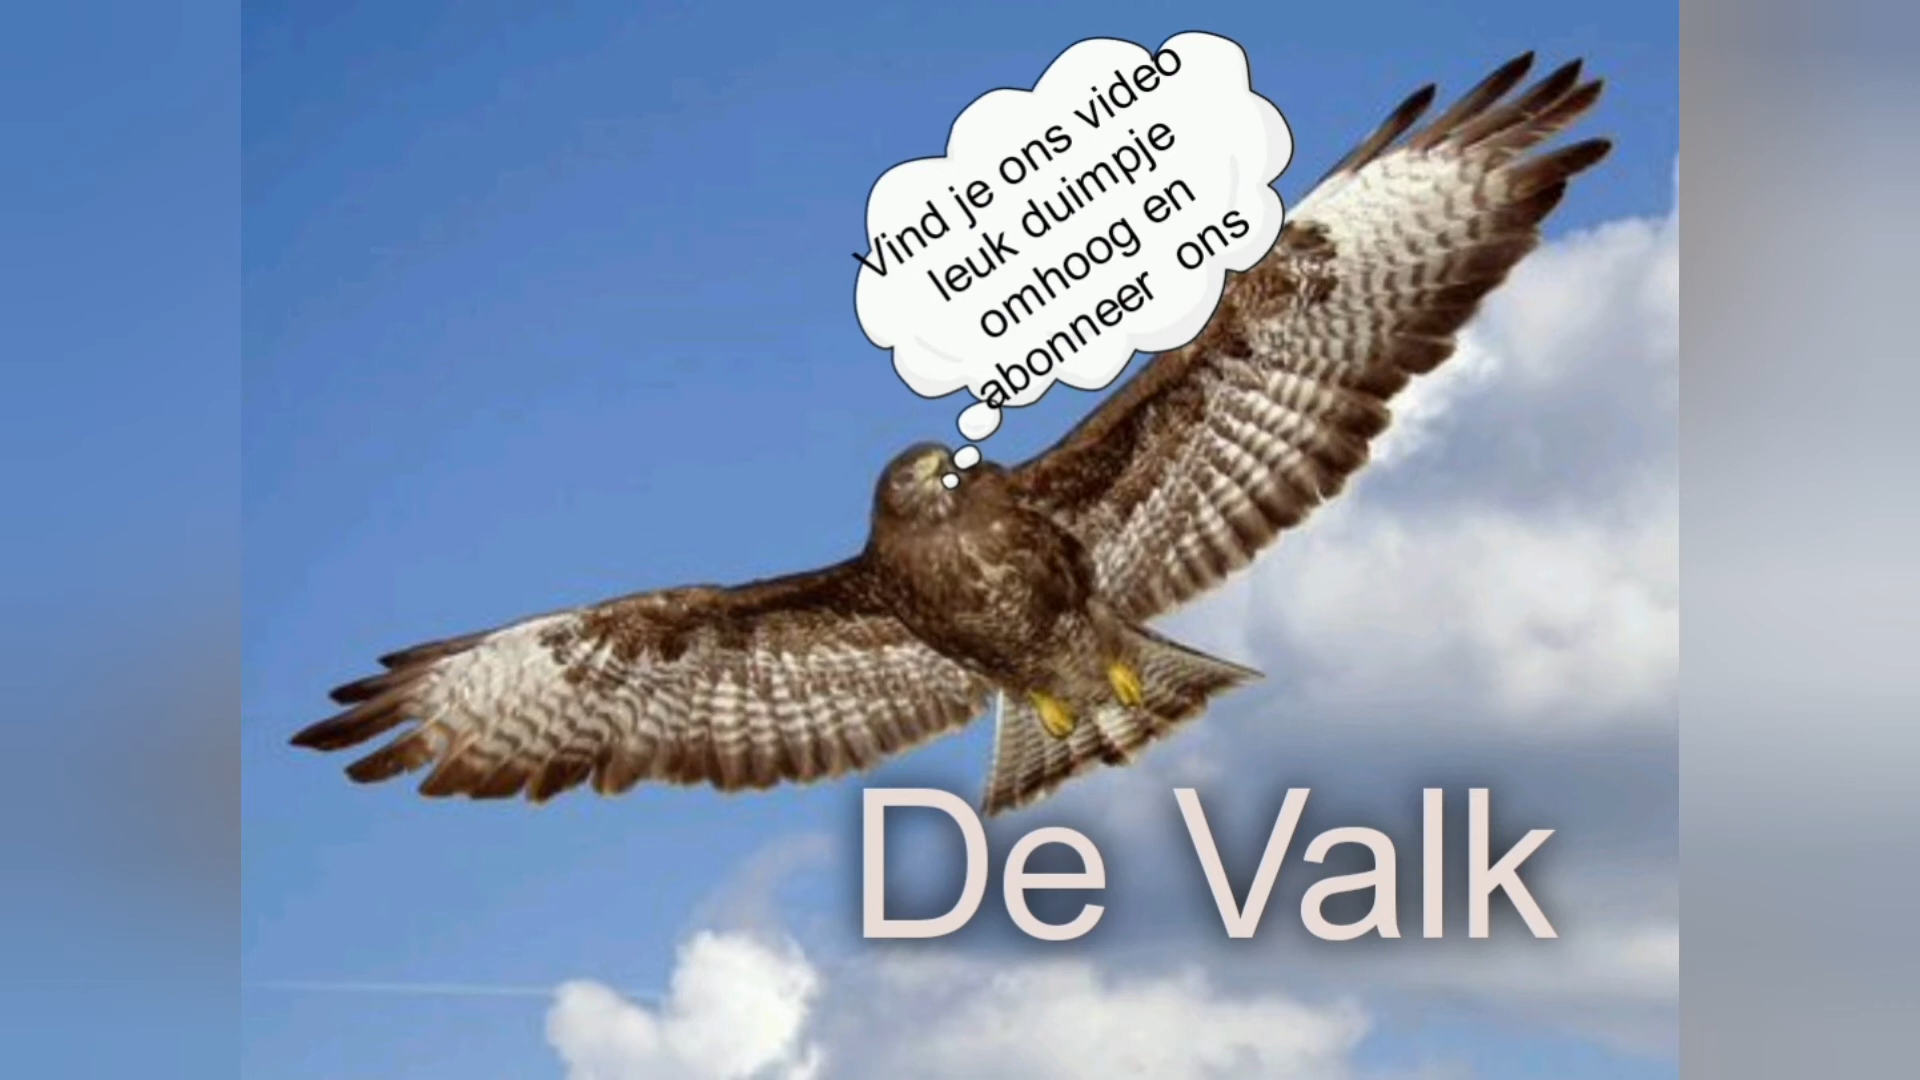 Vind je ons video
leuk duimpje
omhoog en
abonneer ons
De Valk